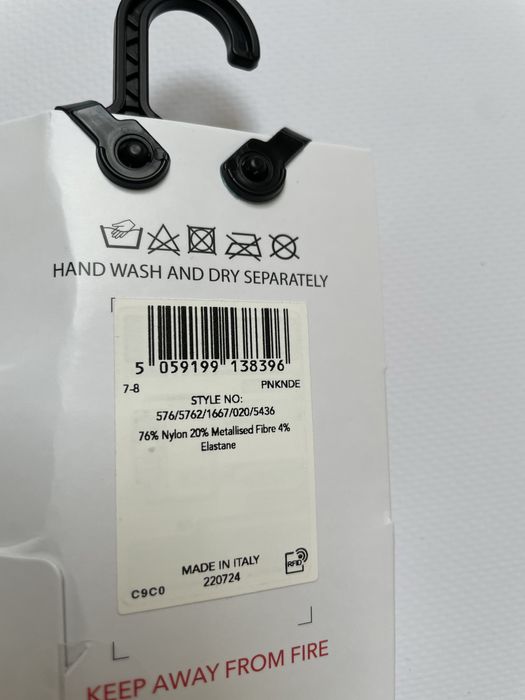 HAND WASH AND DRY SEPARATELY
5 059199 138396
7-8 PNKNDE
STYLE NO:
576/5762/1667/020/5436
76% Nylon 20% Metallised Fibre 4%
Elastane
MADE IN ITALY
220724
RFID
C9C0
KEEP AWAY FROM FIRE